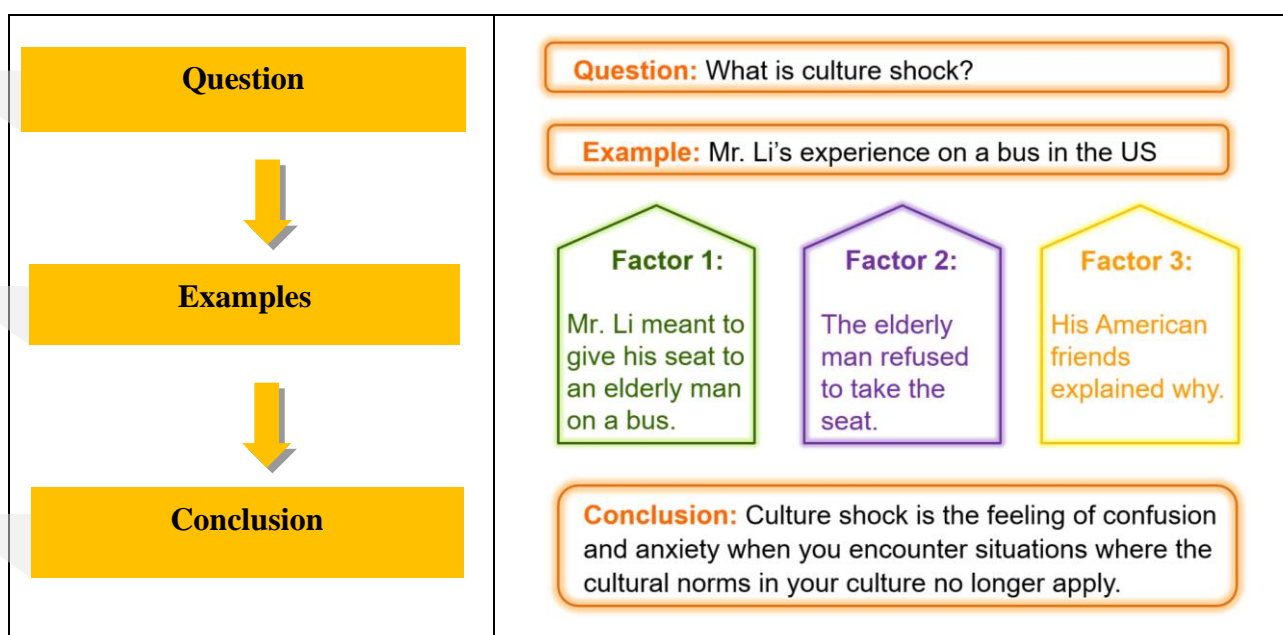 Question
Examples
Conclusion
Question: What is culture shock?
Example: Mr. Li's experience on a bus in the US
Factor 1:
Mr. Li meant to
give his seat to
an elderly man
on a bus.
Factor 2:
The elderly
man refused
to take the
seat.
Factor 3:
His American
friends
explained why.
Conclusion: Culture shock is the feeling of confusion
and anxiety when you encounter situations where the
cultural norms in your culture no longer apply.